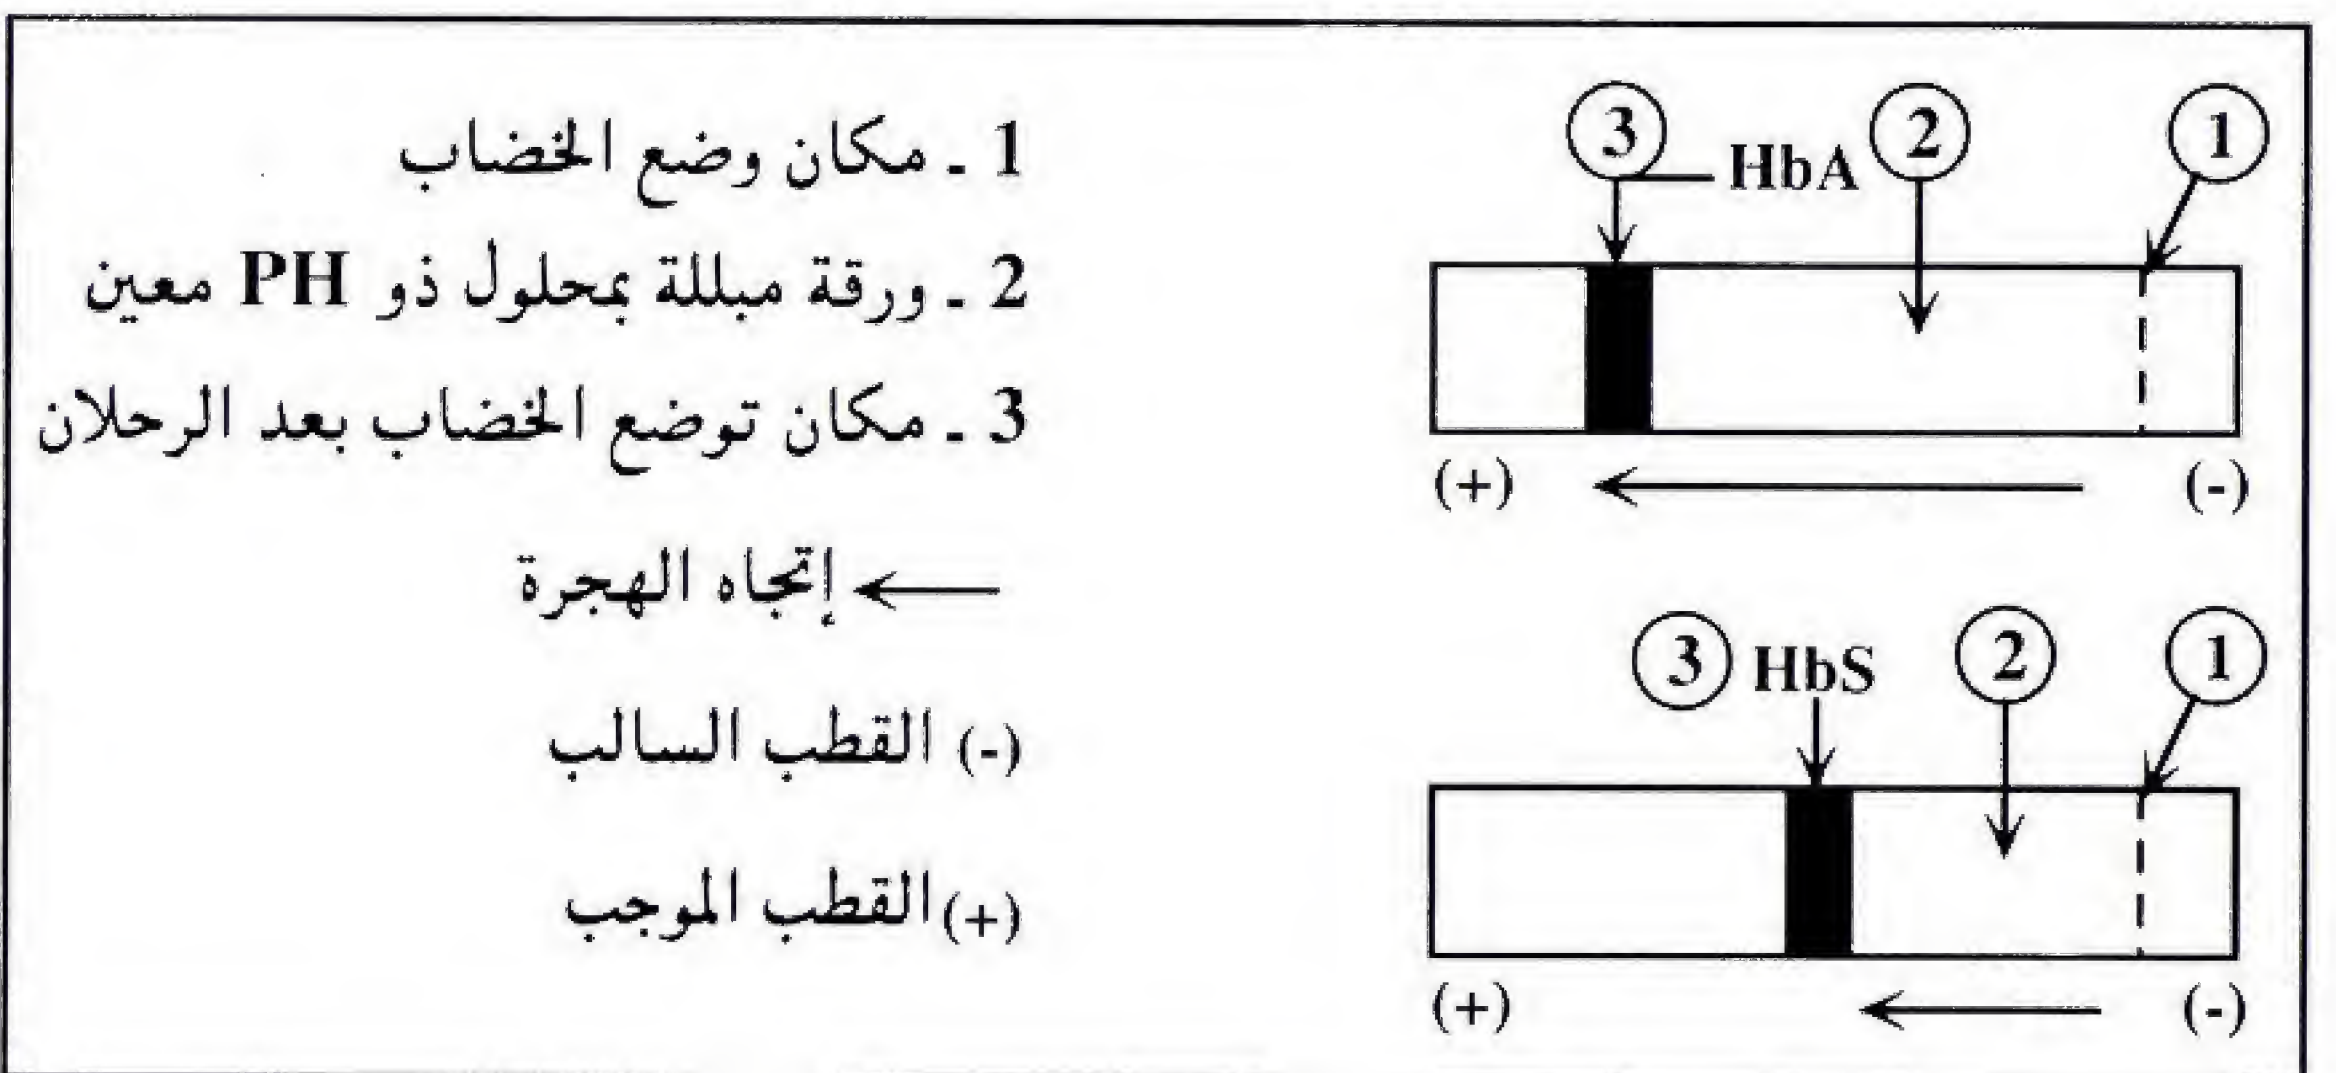 1 ـ مكان وضع الخضاب
2 ـ ورقة مبللة بمحلول ذو PH معين
3 ـ مكان توضع الخضاب بعد الرحلان
← إتجاه الهجرة
(-) القطب السالب
(+) القطب الموجب
3 HbA 2 1
(+) (-)
3 HbS 2 1
(+) (-)